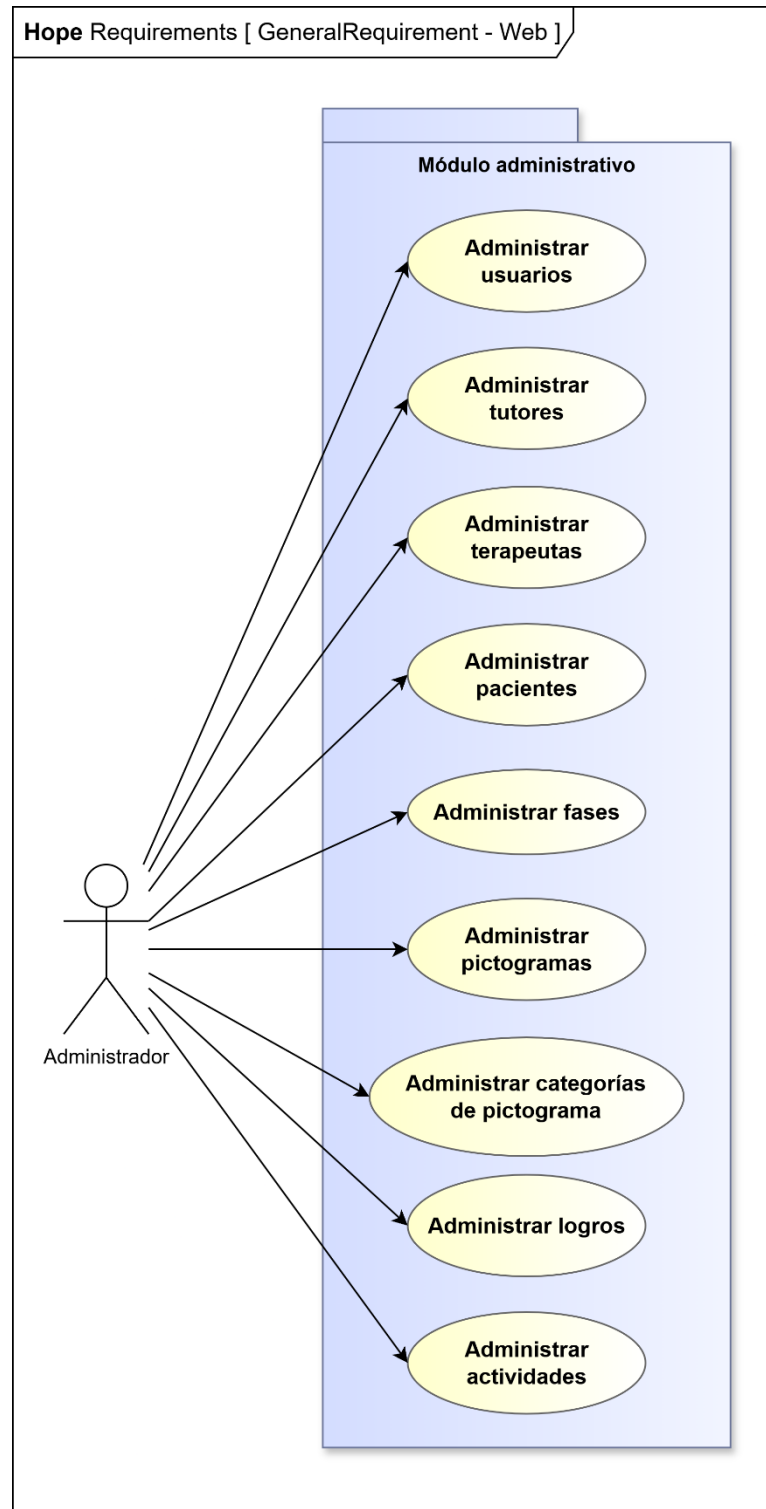 Hope Requirements [ GeneralRequirement - Web ]
Módulo administrativo
Administrar
usuarios
Administrar
tutores
Administrar
terapeutas
Administrar
pacientes
Administrar fases
Administrar
pictogramas
Administrador
Administrar categorías
de pictograma
Administrar logros
Administrar
actividades